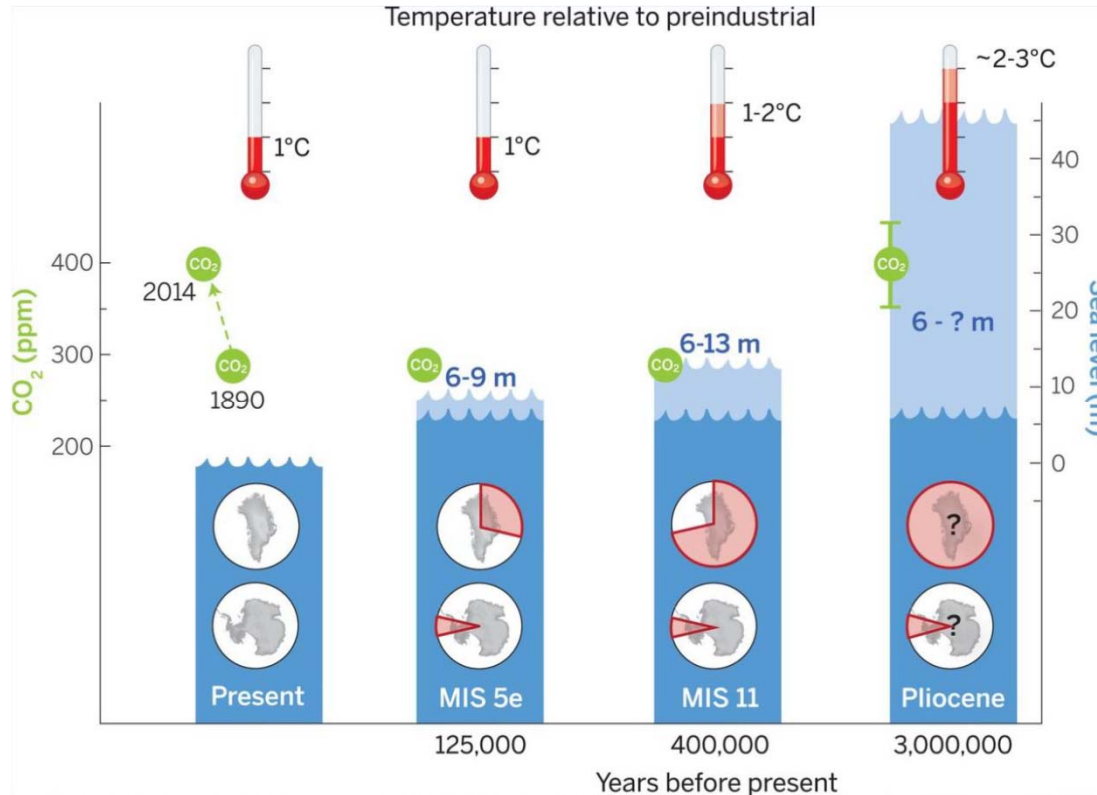 Temperature relative to preindustrial
1°C
1°C
1-2°C
~2-3°C
CO₂ (ppm)
400
300
200
2014
CO₂
CO₂
1890
CO₂
6-9 m
CO₂
6-13 m
CO₂
6 - ? m
Sea level (m)
40
30
20
10
0
?
?
Present
MIS 5e
MIS 11
Pliocene
125,000
400,000
3,000,000
Years before present